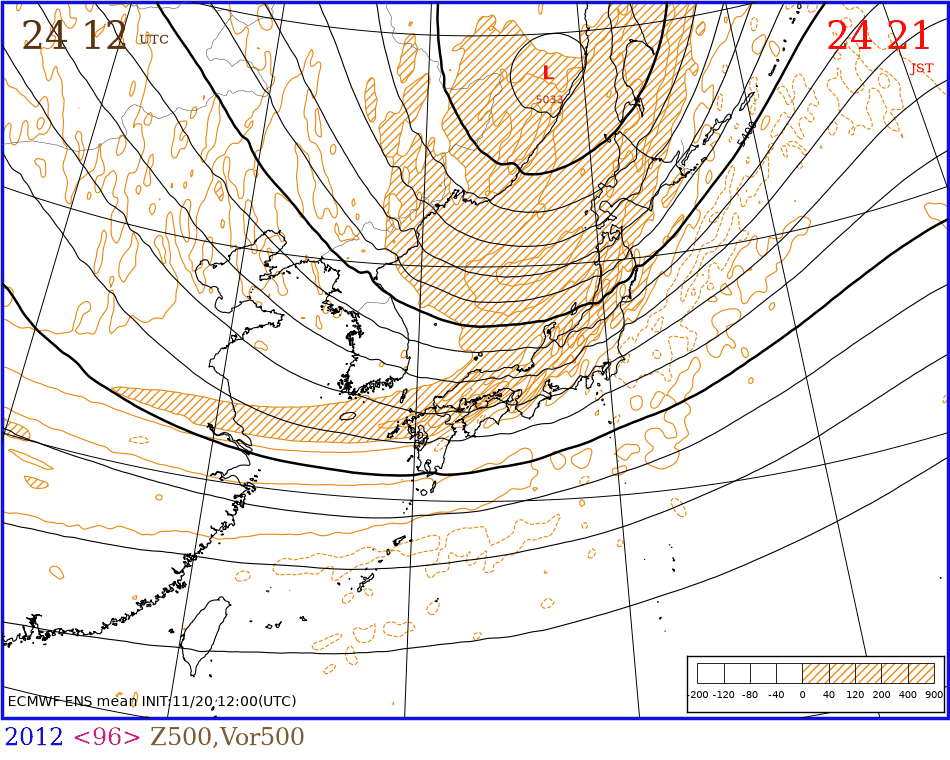 24 12 UTC
24 21
JST
L
5033
5400
ECMWF ENS mean INIT:11/20 12:00(UTC)
-200 -120 -80 -40 0 40 120 200 400 900
2012 <96> Z500,Vor500